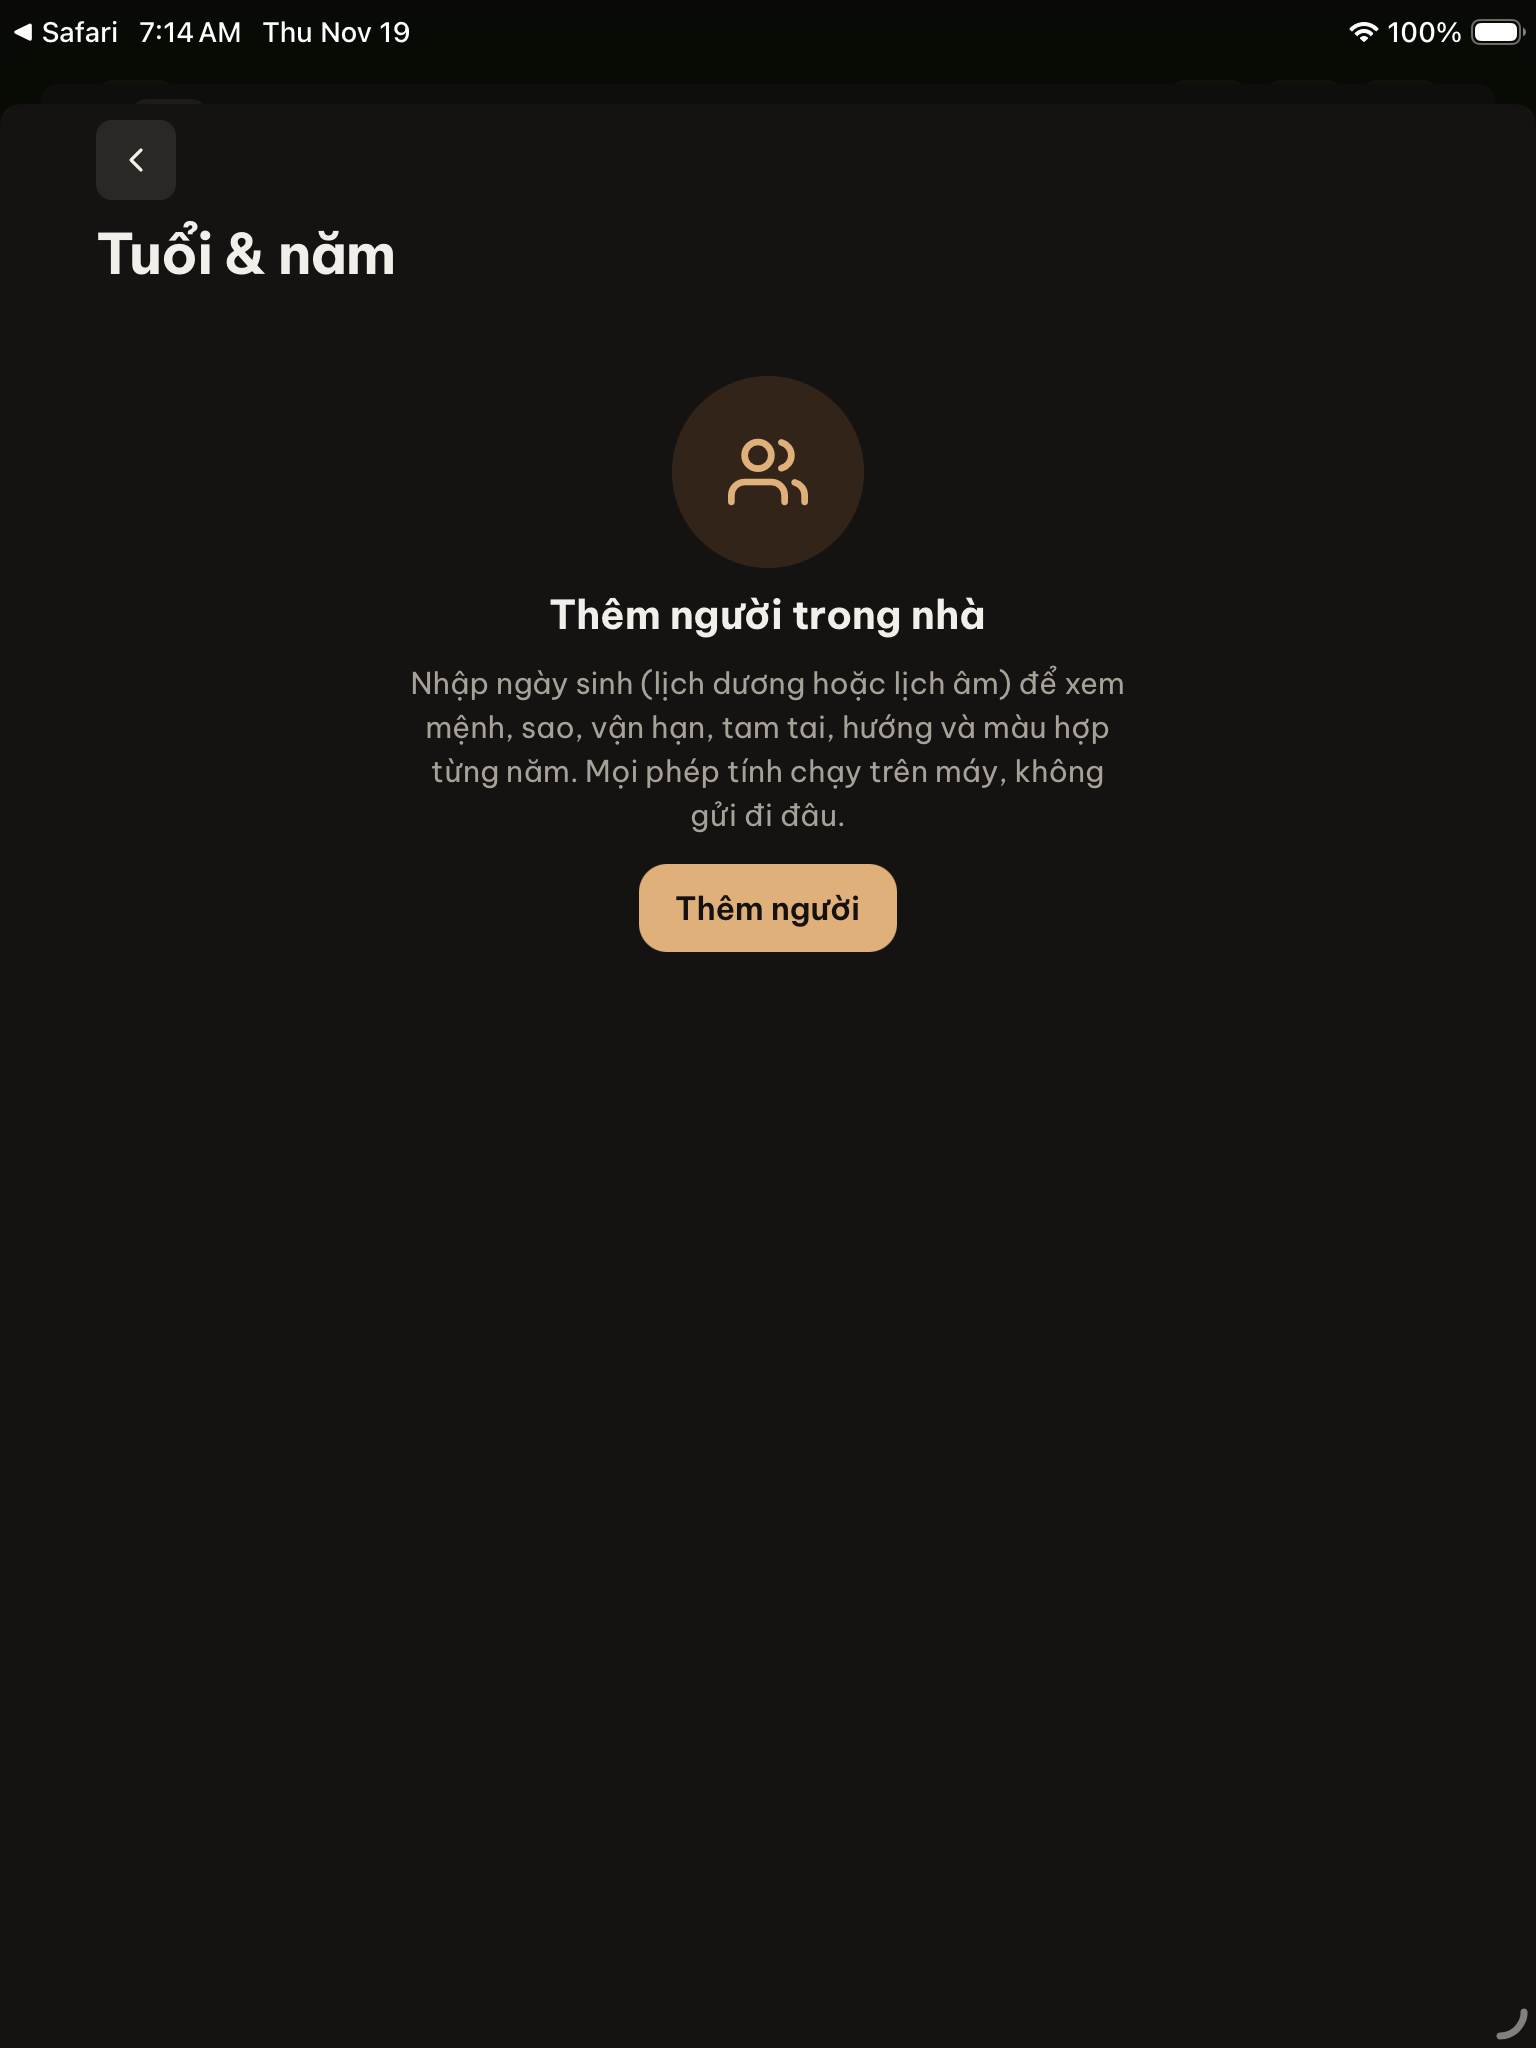 Safari 7:14 AM Thu Nov 19 100%
Tuổi & năm
Thêm người trong nhà
Nhập ngày sinh (lịch dương hoặc lịch âm) để xem
mệnh, sao, vận hạn, tam tai, hướng và màu hợp
từng năm. Mọi phép tính chạy trên máy, không
gửi đi đâu.
Thêm người